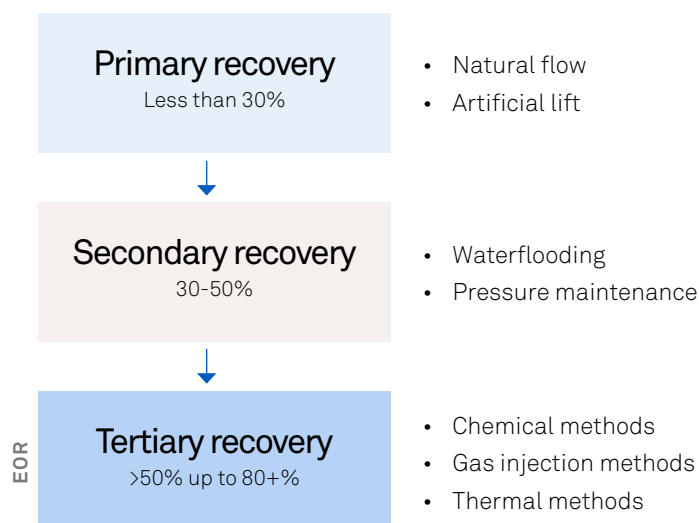 Primary recovery
Less than 30%
• Natural flow
• Artificial lift
Secondary recovery
30-50%
• Waterflooding
• Pressure maintenance
EOR
Tertiary recovery
>50% up to 80+%
• Chemical methods
• Gas injection methods
• Thermal methods